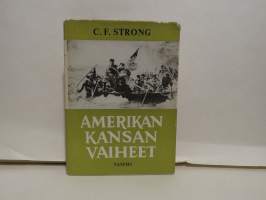 C. F. STRONG
AMERIKAN
KANSAN
VAIHEET
TAMMI